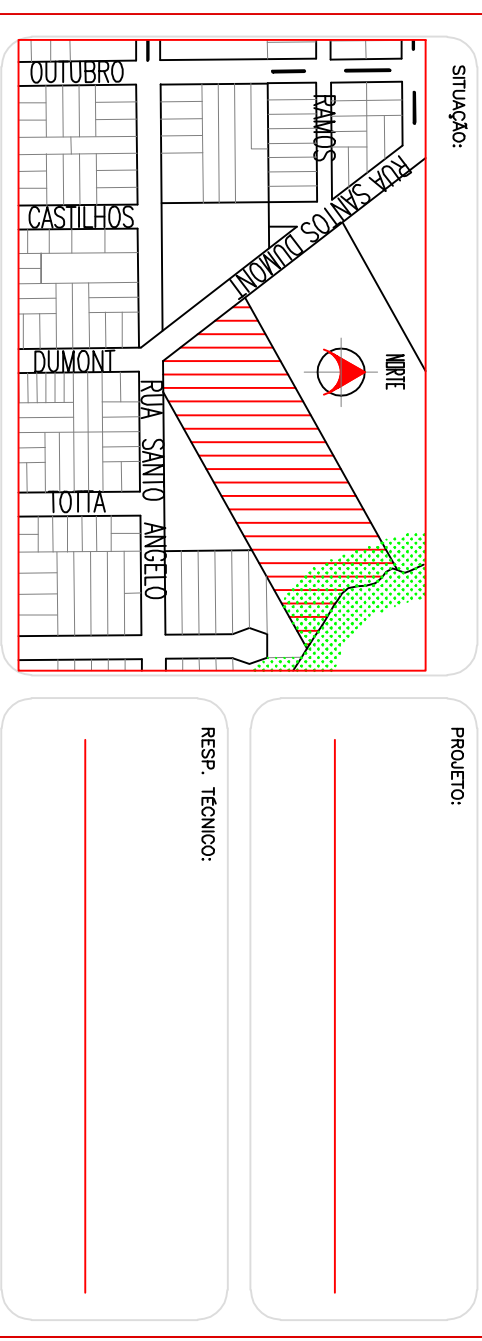 SITUAÇÃO:
OUTUBRO
RAMOS
RUA SANTOS DUMONT
CASTILHOS
NORTE
DUMONT
RUA SANTO ANGELO
TOTTA
PROJETO:
RESP. TÉCNICO: